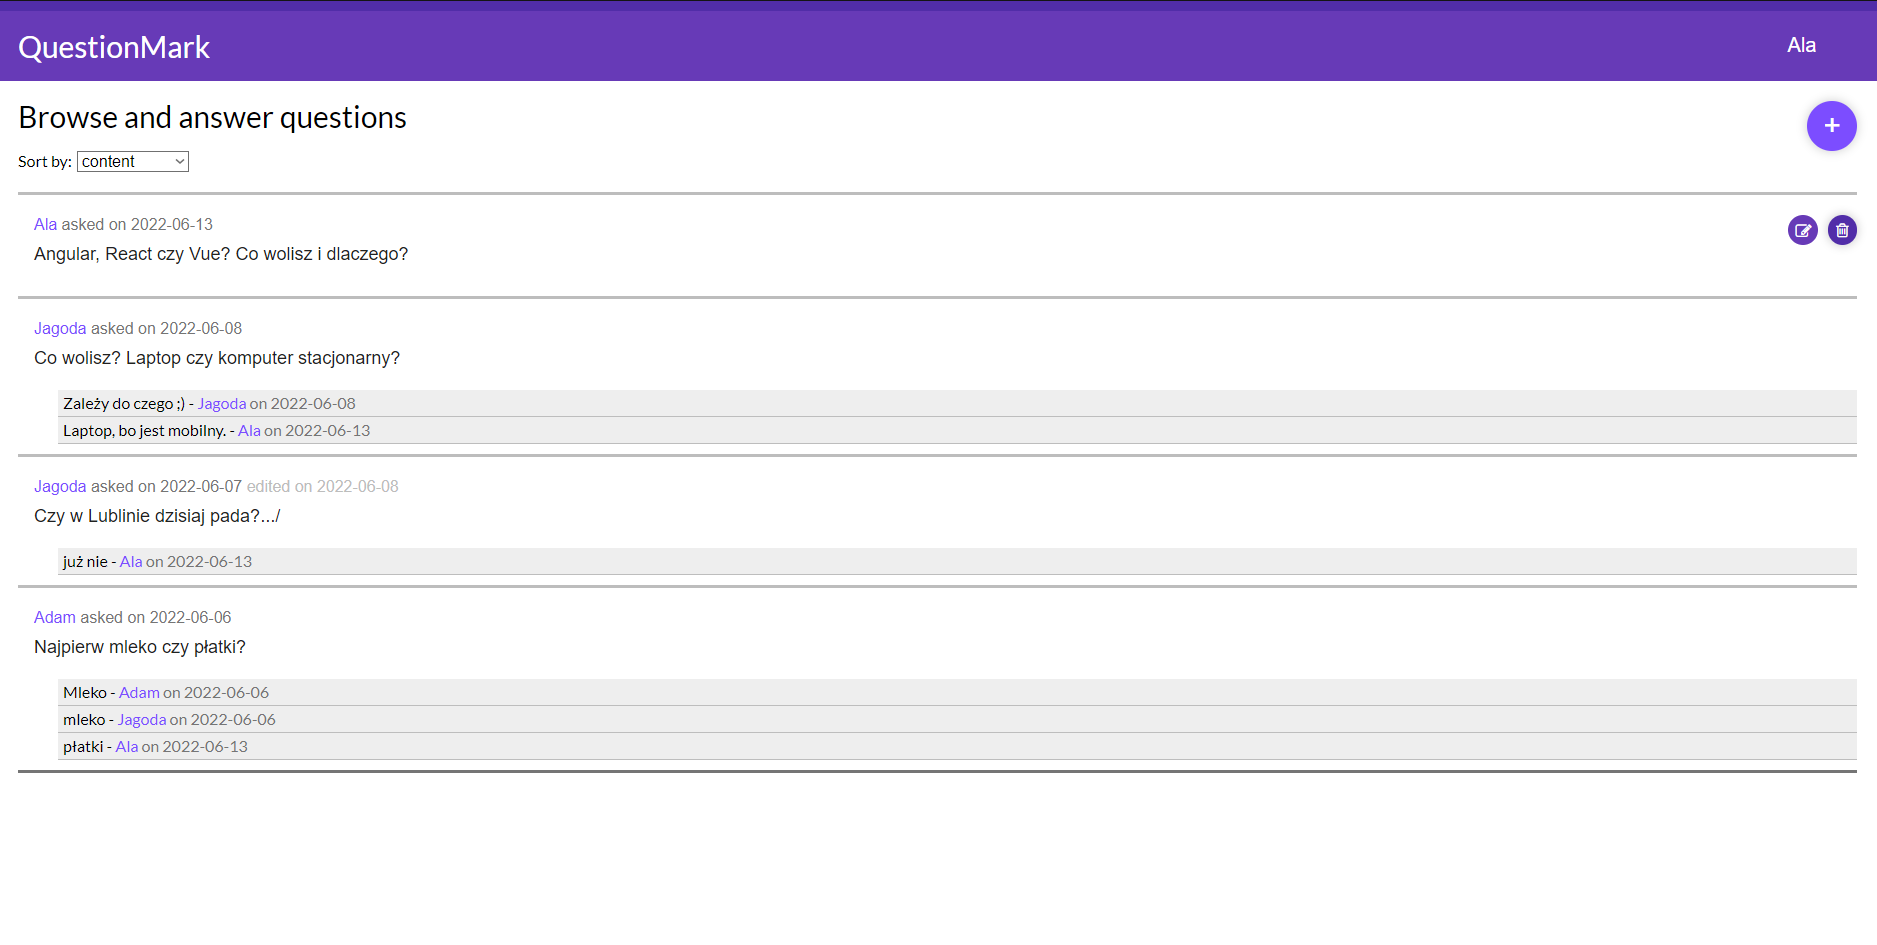 QuestionMark
Ala
Browse and answer questions
+
Sort by: content
Ala asked on 2022-06-13
Angular, React czy Vue? Co wolisz i dlaczego?
Jagoda asked on 2022-06-08
Co wolisz? Laptop czy komputer stacjonarny?
Zależy do czego ;) - Jagoda on 2022-06-08
Laptop, bo jest mobilny. - Ala on 2022-06-13
Jagoda asked on 2022-06-07 edited on 2022-06-08
Czy w Lublinie dzisiaj pada?.../
już nie - Ala on 2022-06-13
Adam asked on 2022-06-06
Najpierw mleko czy płatki?
Mleko - Adam on 2022-06-06
mleko - Jagoda on 2022-06-06
płatki - Ala on 2022-06-13